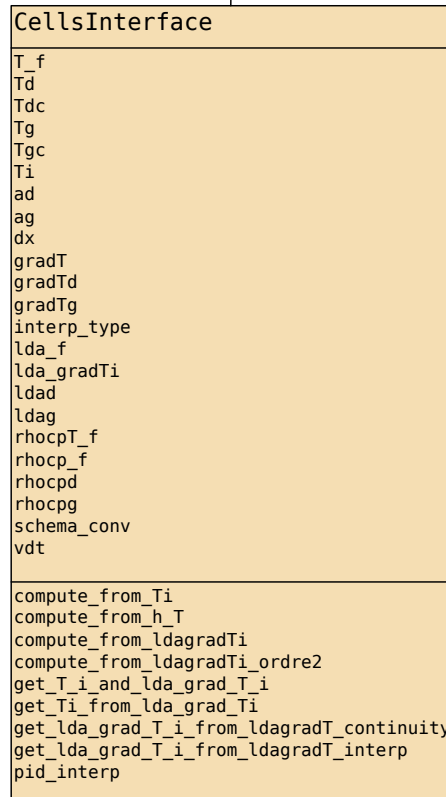 CellsInterface
T_f
Td
Tdc
Tg
Tgc
Ti
ad
ag
dx
gradT
gradTd
gradTg
interp_type
lda_f
lda_gradTi
ldad
ldag
rhocpT_f
rhocp_f
rhocpd
rhocpg
schema_conv
vdt
compute_from_Ti
compute_from_h_T
compute_from_ldagradTi
compute_from_ldagradTi_ordre2
get_T_i_and_lda_grad_T_i
get_Ti_from_lda_grad_Ti
get_lda_grad_T_i_from_ldagradT_continuity
get_lda_grad_T_i_from_ldagradT_interp
pid_interp